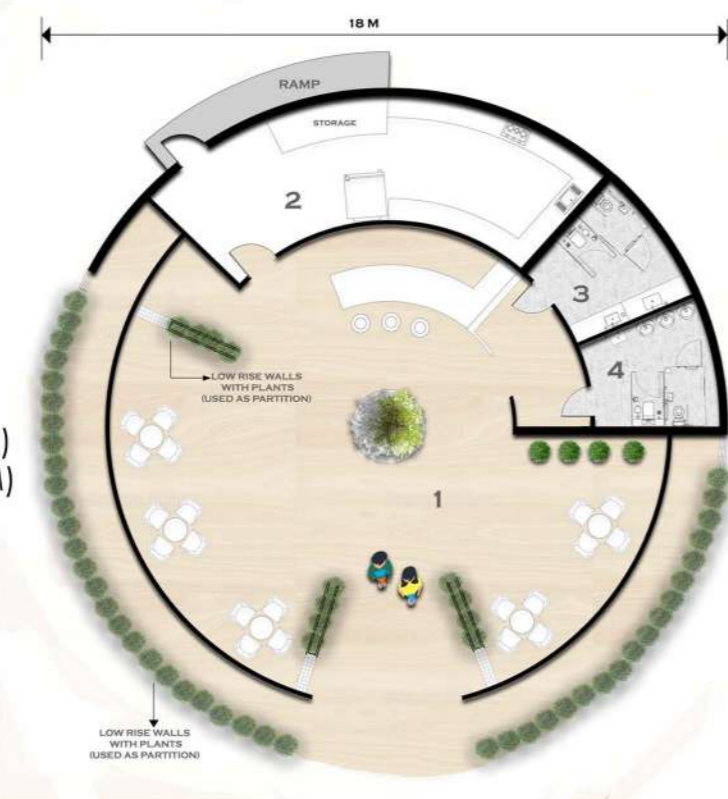 18 M
RAMP
STORAGE
2
3
LOW RISE WALLS
WITH PLANTS
(USED AS PARTITION)
4
)
)
1
LOW RISE WALLS
WITH PLANTS
(USED AS PARTITION)